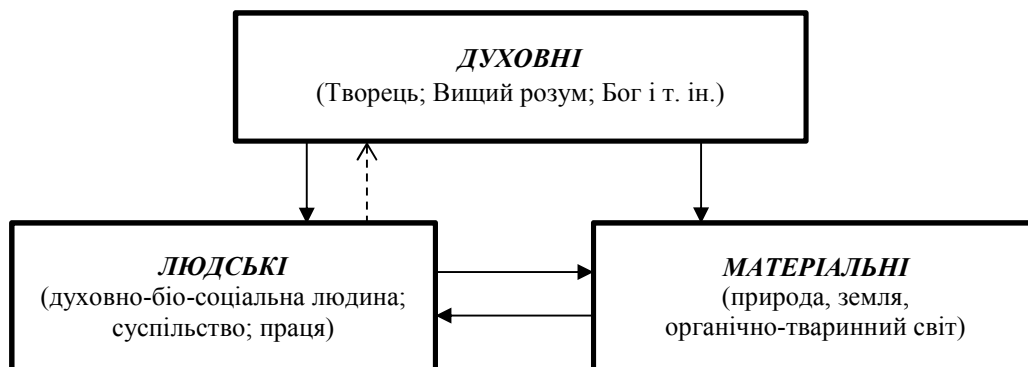 ДУХОВНІ
(Творець; Вищий розум; Бог і т. ін.)
ЛЮДСЬКІ
(духовно-біо-соціальна людина;
суспільство; праця)
МАТЕРІАЛЬНІ
(природа, земля,
органічно-тваринний світ)